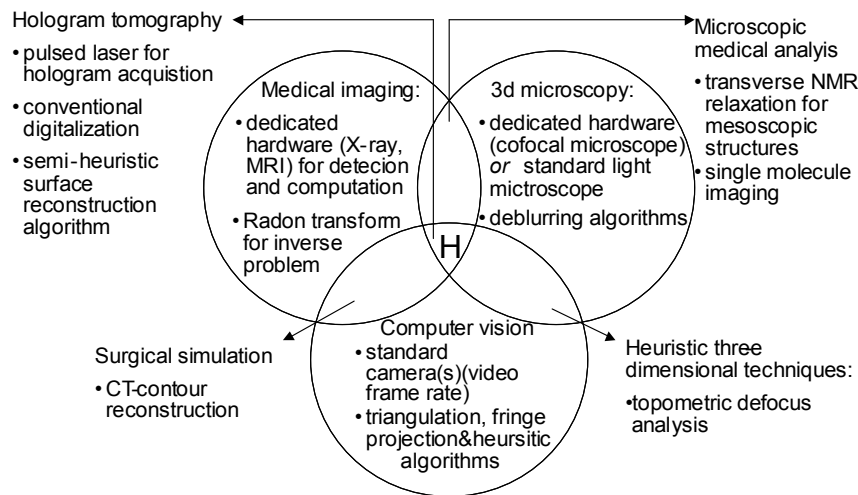 Hologram tomography
• pulsed laser for
hologram acquistion
• conventional
digitalization
• semi-heuristic
surface
reconstruction
algorithm
Medical imaging:
• dedicated
hardware (X-ray,
MRI) for detecion
and computation
• Radon transform
for inverse
problem
3d microscopy:
• dedicated hardware
(cofocal microscope)
or standard light
mictroscope
• deblurring algorithms
Microscopic
medical analyis
• transverse NMR
relaxation for
mesoscopic
structures
• single molecule
imaging
H
Surgical simulation
• CT-contour
reconstruction
Computer vision
• standard
camera(s)(video
frame rate)
• triangulation, fringe
projection&heursitic
algorithms
Heuristic three-
dimensional techniques:
• topometric defocus
analysis